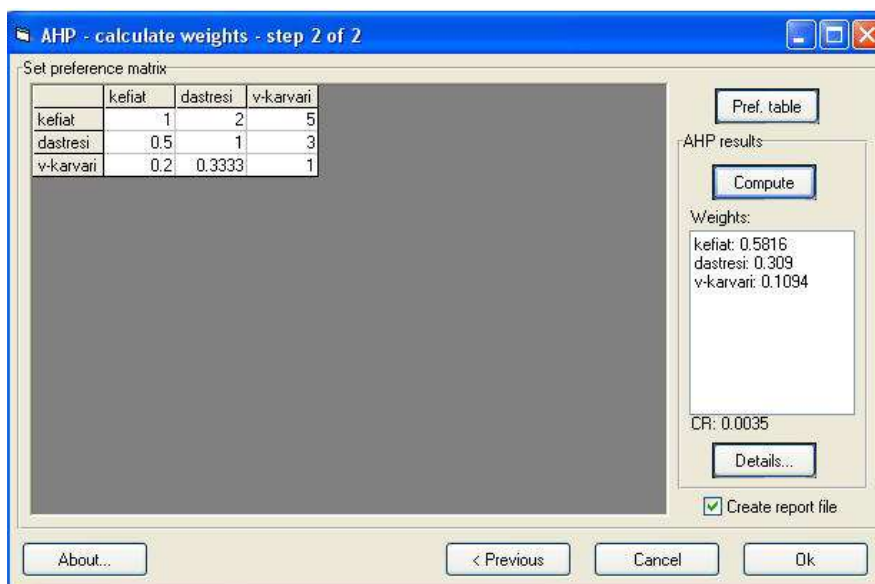 AHP - calculate weights - step 2 of 2
Set preference matrix
kefiat dastresi v-karvari
kefiat 1 2 5
dastresi 0.5 1 3
v-karvari 0.2 0.3333 1
Pref. table
AHP results
Compute
Weights:
kefiat: 0.5816
dastresi: 0.309
v-karvari: 0.1094
CR: 0.0035
Details...
Create report file
About... < Previous Cancel Ok